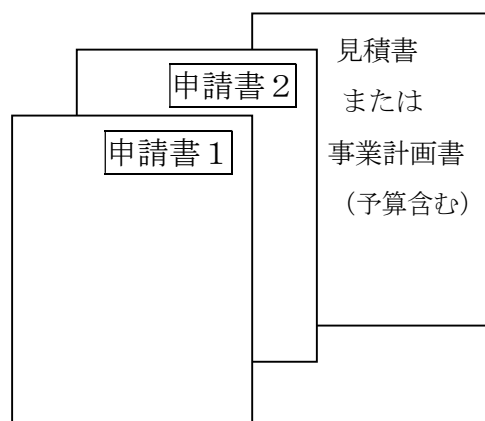 見積書
または
事業計画書
（予算含む）
申請書２
申請書１